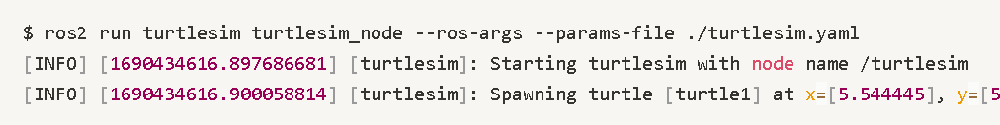 $ ros2 run turtlesim turtlesim_node --ros-args --params-file ./turtlesim.yaml
[INFO] [1690434616.897686681] [turtlesim]: Starting turtlesim with node name /turtlesim
[INFO] [1690434616.900058814] [turtlesim]: Spawning turtle [turtle1] at x=[5.544445], y=[5